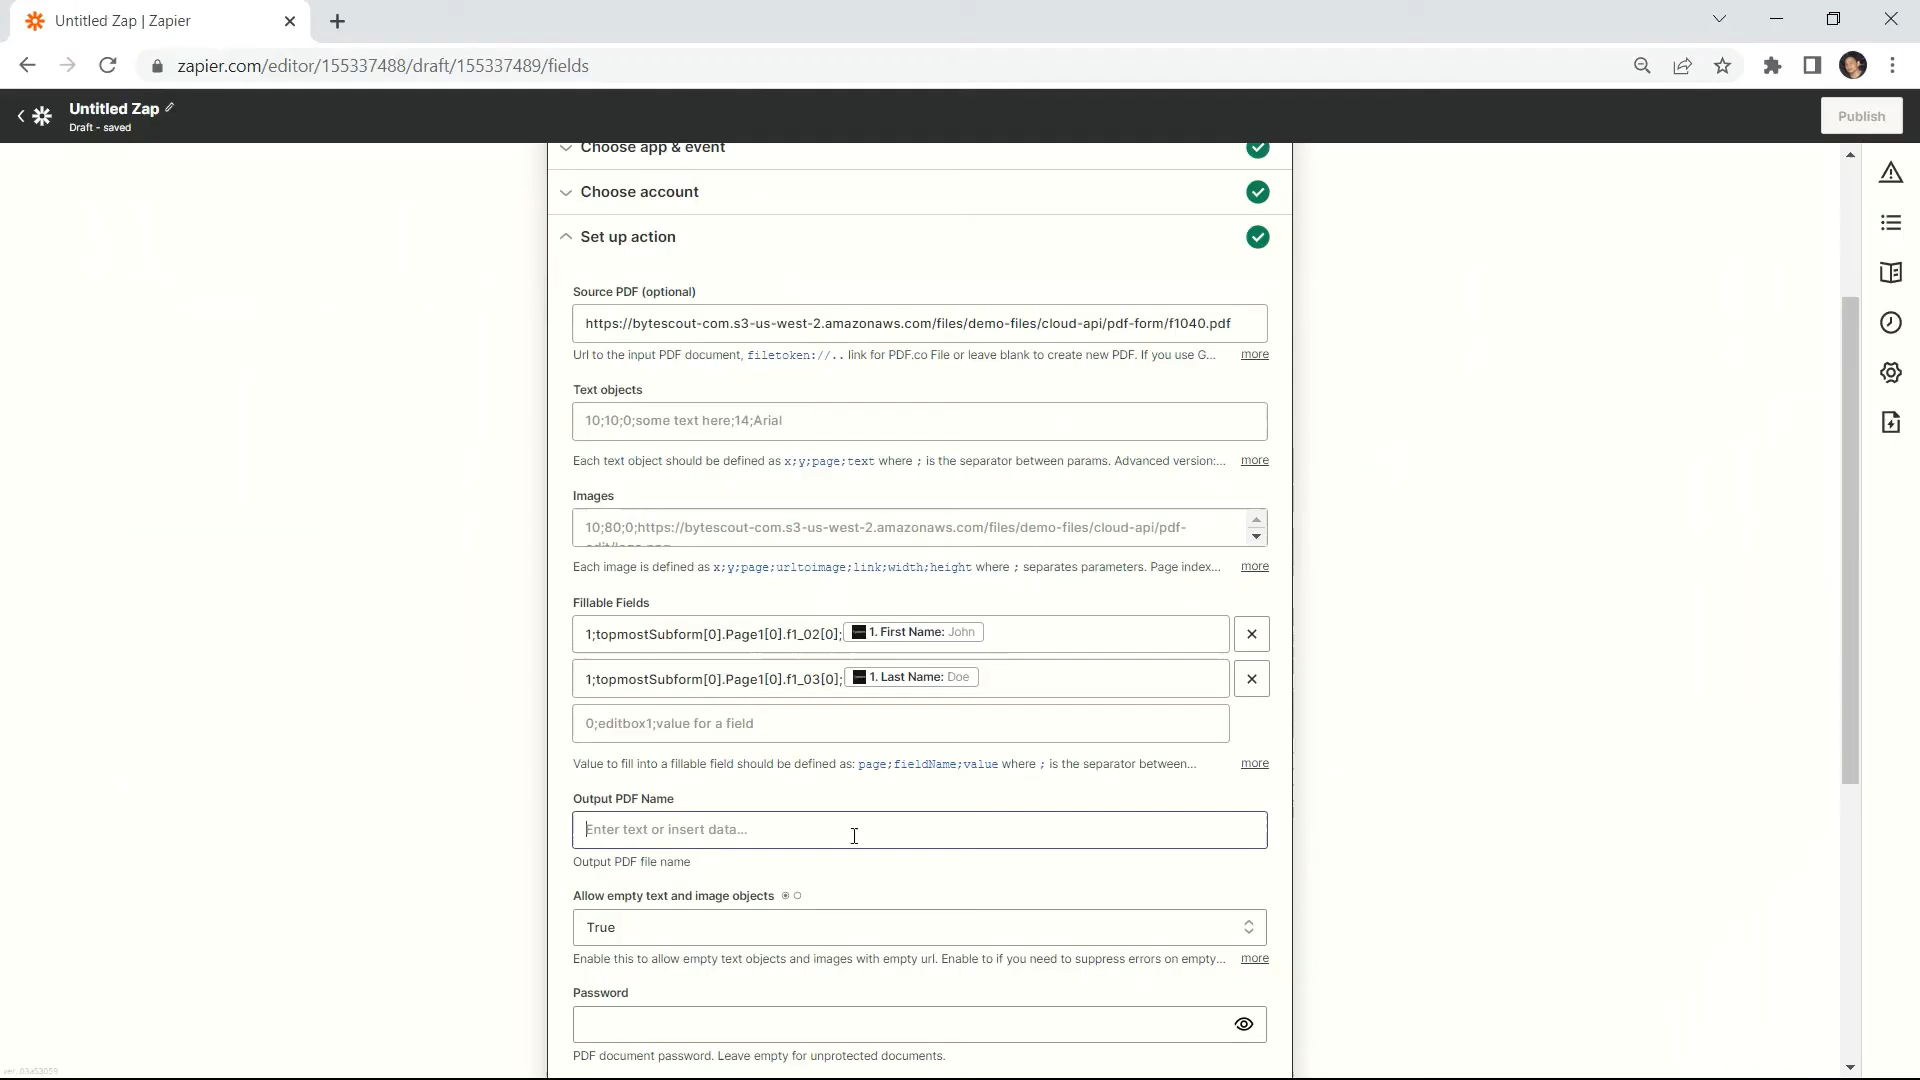 Untitled Zap | Zapier
zapier.com/editor/155337488/draft/155337489/fields
Untitled Zap
Draft - saved
Publish
Choose app & event
Choose account
Set up action
Source PDF (optional)
https://bytescout-com.s3-us-west-2.amazonaws.com/files/demo-files/cloud-api/pdf-form/f1040.pdf
Url to the input PDF document, filetoken://.. link for PDF.co File or leave blank to create new PDF. If you use G... more
Text objects
10;10;0;some text here;14;Arial
Each text object should be defined as x;y;page;text where ; is the separator between params. Advanced version:... more
Images
10;80;0;https://bytescout-com.s3-us-west-2.amazonaws.com/files/demo-files/cloud-api/pdf-
edit/logo.png
Each image is defined as x;y;page;urltoimage;link;width;height where ; separates parameters. Page index... more
Fillable Fields
1;topmostSubform[0].Page1[0].f1_02[0]; 1. First Name: John
1;topmostSubform[0].Page1[0].f1_03[0]; 1. Last Name: Doe
0;editbox1;value for a field
Value to fill into a fillable field should be defined as: page;fieldName;value where ; is the separator between... more
Output PDF Name
Enter text or insert data...
Output PDF file name
Allow empty text and image objects
True
Enable this to allow empty text objects and images with empty url. Enable to if you need to suppress errors on empty... more
Password
PDF document password. Leave empty for unprotected documents.
ver. 03a53059